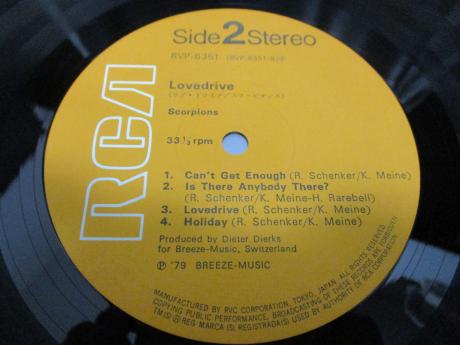 Side 2 Stereo
RVP-6351 (RVP-6351-B)
RCA
Lovedrive
(ラブ・ドライブ/スコーピオンズ)
Scorpions
33 1/3 rpm
1. Can't Get Enough (R. Schenker/K. Meine)
2. Is There Anybody There?
(R. Schenker/K. Meine-H. Rarebell)
3. Lovedrive (R. Schenker/K. Meine)
4. Holiday (R. Schenker/K. Meine)
Produced by Dieter Dierks
for Breeze-Music, Switzerland
℗ '79 BREEZE-MUSIC
MANUFACTURED BY RVC CORPORATION, TOKYO, JAPAN. ALL RIGHTS RESERVED.
COPYING PUBLIC PERFORMANCE, BROADCASTING OF THESE RECORDS ARE FORBIDDEN
TM(S) ® REG MARCA(S) REGISTRADA(S) USED BY AUTHORITY OF RCA CORPORATION